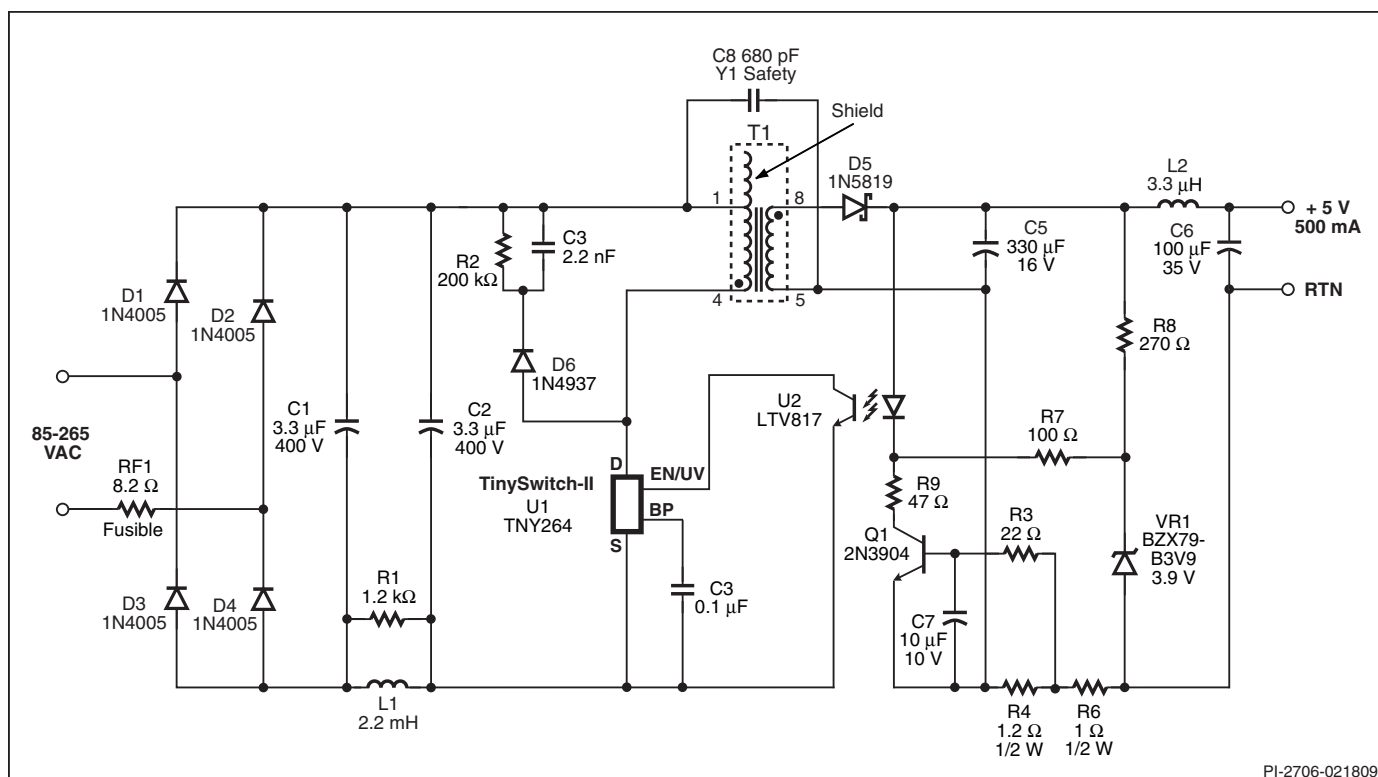 C8 680 pF
Y1 Safety
Shield
T1
D5
1N5819
L2
3.3 µH
1
8
+ 5 V
500 mA
C5
330 µF
16 V
C6
100 µF
35 V
R2
200 kΩ
C3
2.2 nF
4
5
RTN
D1
1N4005
D2
1N4005
R8
270 Ω
D6
1N4937
U2
LTV817
85-265
VAC
C1
3.3 µF
400 V
C2
3.3 µF
400 V
R7
100 Ω
RF1
8.2 Ω
Fusible
D
EN/UV
TinySwitch-II
U1
TNY264
BP
S
R9
47 Ω
Q1
2N3904
R3
22 Ω
VR1
BZX79-
B3V9
3.9 V
D3
1N4005
D4
1N4005
R1
1.2 kΩ
C3
0.1 µF
C7
10 µF
10 V
L1
2.2 mH
R4
1.2 Ω
1/2 W
R6
1 Ω
1/2 W
PI-2706-021809